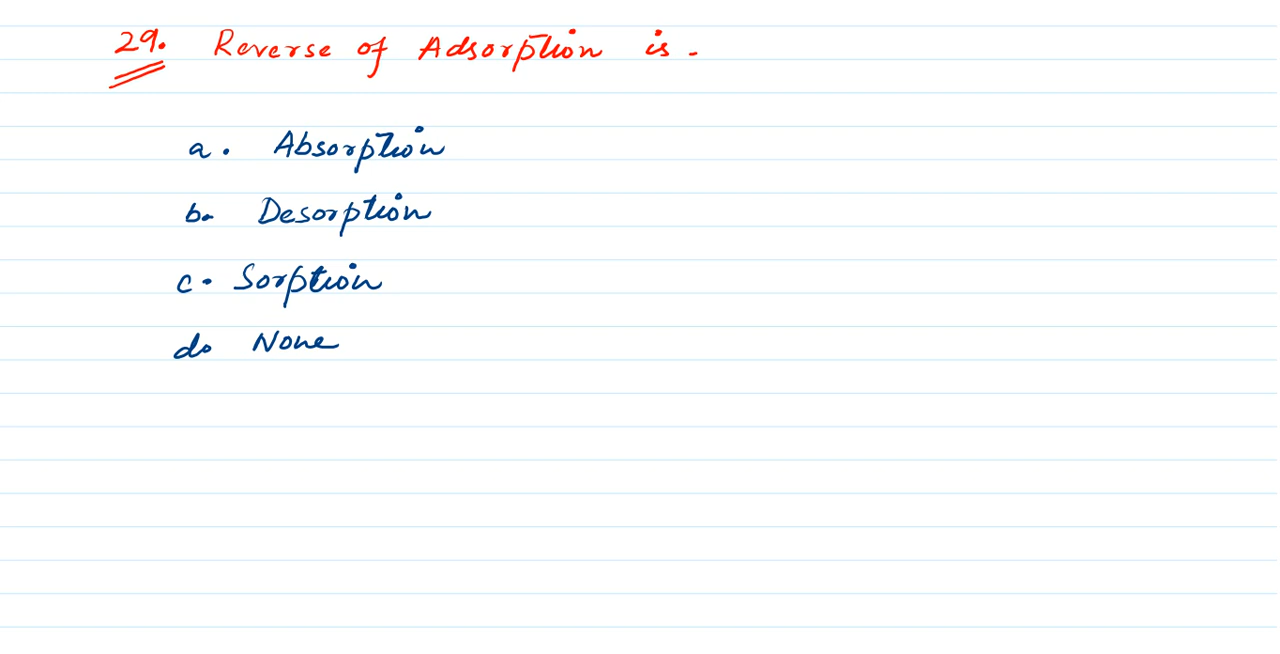 29. Reverse of Adsorption is.
a. Absorption
b. Desorption
c. Sorption
d. None